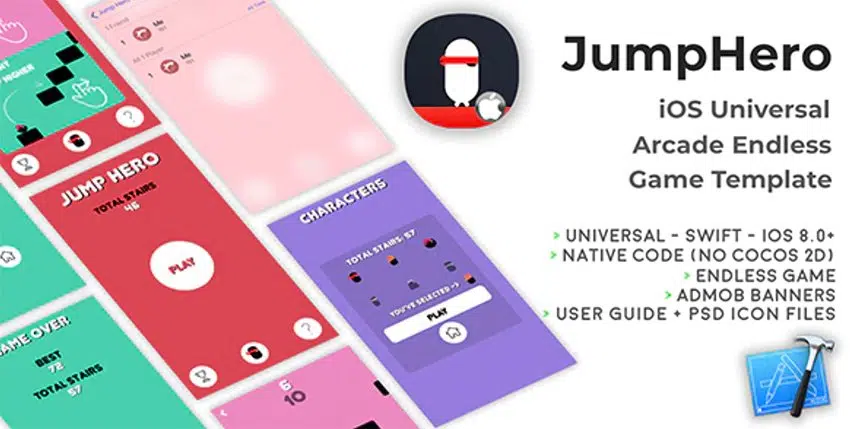 JumpHero
iOS Universal
Arcade Endless
Game Template
> UNIVERSAL - SWIFT - IOS 8.0+
> NATIVE CODE (NO COCOS 2D)
> ENDLESS GAME
> ADMOB BANNERS
> USER GUIDE + PSD ICON FILES
HIGHER
?
Jump Hero
All Time
1 Friend
1
Me
All 1 Player
1
Me
JUMP HERO
TOTAL STAIRS
46
PLAY
?
CHARACTERS
TOTAL STAIRS: 57
YOU'VE SELECTED ->
PLAY
GAME OVER
BEST
72
TOTAL STAIRS
57
6
10